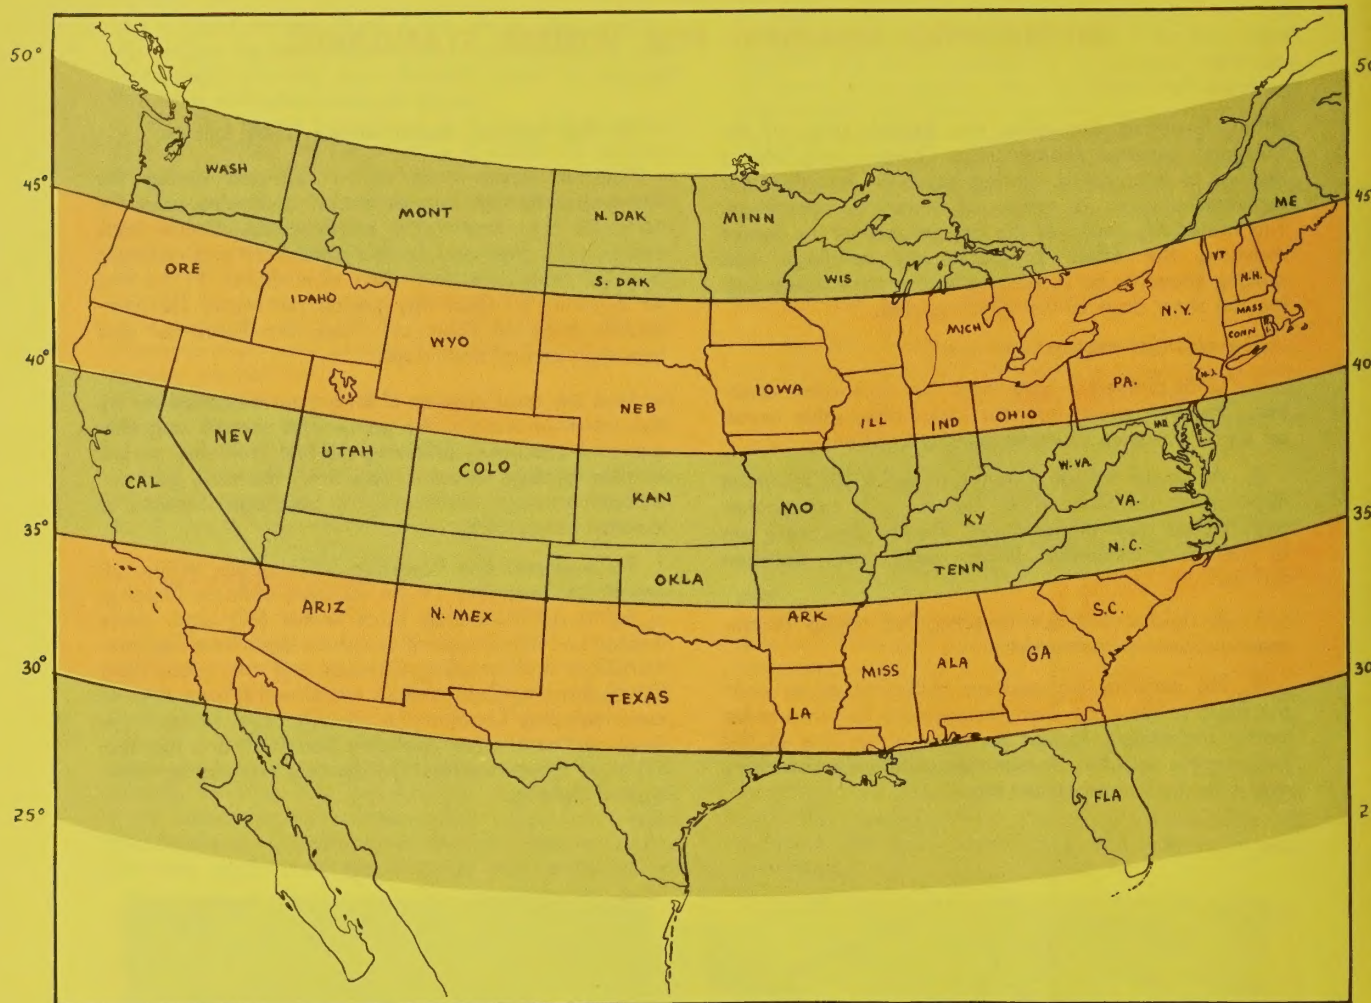 50°
50
45°
45
40°
40
35°
35
30°
30
25°
2
WASH
MONT
N. DAK
MINN
ME
ORE
IDAHO
S. DAK
WIS
VT
N.H.
WYO
MICH
N.Y.
MASS
CONN
NEV
UTAH
NEB
IOWA
ILL
IND
OHIO
PA.
N.J.
CAL
COLO
KAN
MO
KY
W. VA.
MD.
VA.
ARIZ
N. MEX
OKLA
ARK
TENN
N.C.
S.C.
TEXAS
LA
MISS
ALA
GA
FLA